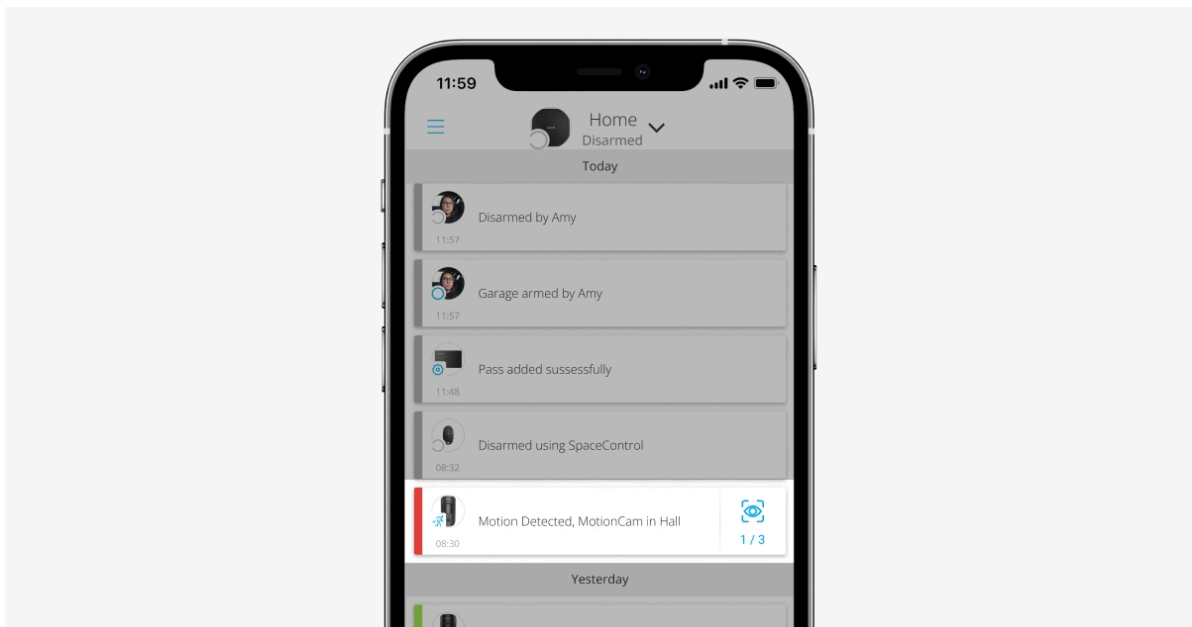 11:59
Home
Disarmed
Today
Disarmed by Amy
11:57
Garage armed by Amy
11:57
Pass added sussessfully
11:48
Disarmed using SpaceControl
08:32
Motion Detected, MotionCam in Hall
08:30
1 / 3
Yesterday